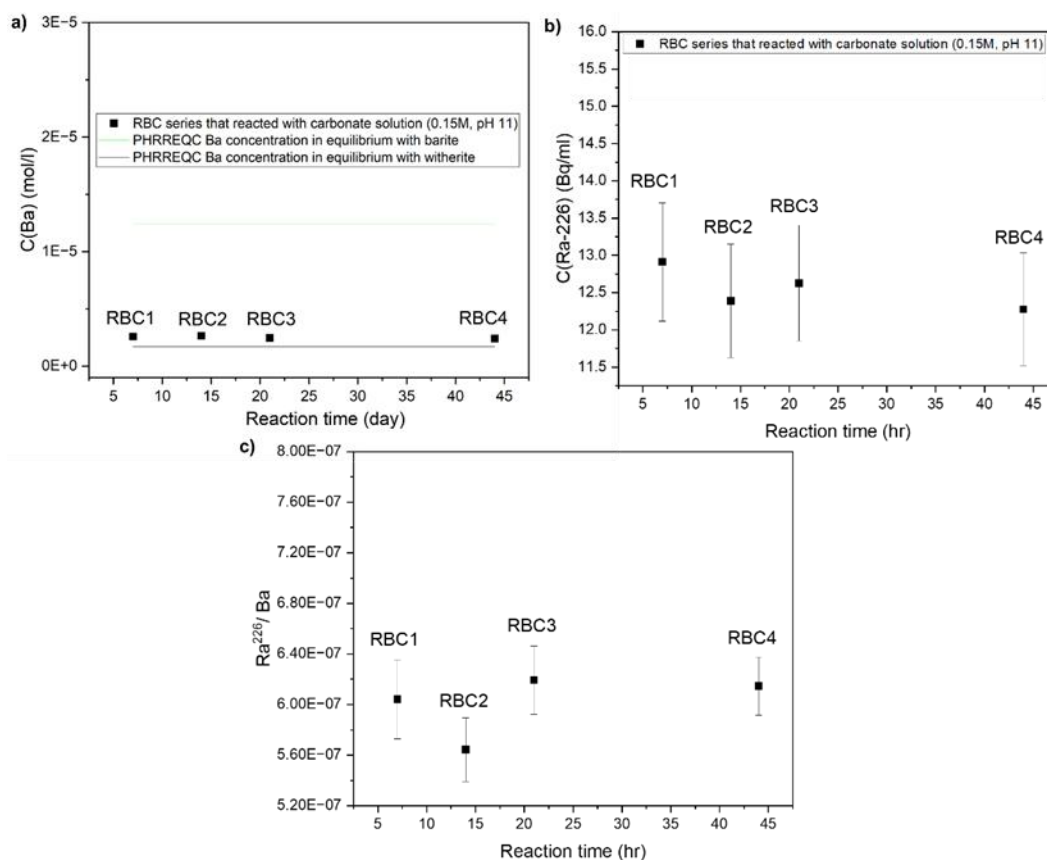 a)
3E-5
2E-5
1E-5
0E+0
C(Ba) (mol/l)
RBC series that reacted with carbonate solution (0.15M, pH 11)
PHRREQC Ba concentration in equilibrium with barite
PHRREQC Ba concentration in equilibrium with witherite
RBC1 RBC2 RBC3 RBC4
5 10 15 20 25 30 35 40 45
Reaction time (day)
b)
16.0
15.5
15.0
14.5
14.0
13.5
13.0
12.5
12.0
11.5
C(Ra-226) (Bq/ml)
RBC series that reacted with carbonate solution (0.15M, pH 11)
RBC1
RBC2
RBC3
RBC4
5 10 15 20 25 30 35 40 45
Reaction time (hr)
c)
8.00E-07
7.60E-07
7.20E-07
6.80E-07
6.40E-07
6.00E-07
5.60E-07
5.20E-07
Ra²²⁶/ Ba
RBC1
RBC2
RBC3
RBC4
5 10 15 20 25 30 35 40 45
Reaction time (hr)